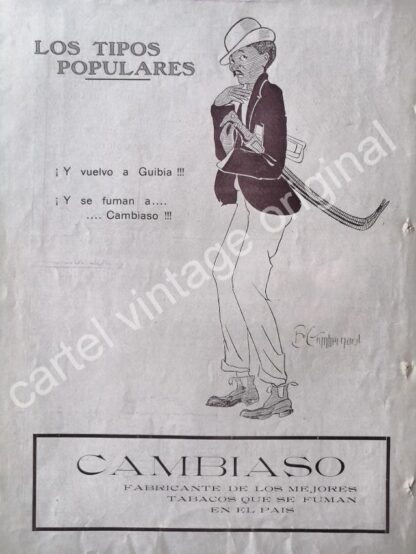 LOS TIPOS
POPULARES
¡ Y vuelvo a Guibia !!!
¡ Y se fuman a....
.... Cambiaso !!!
cartel vintage original
CAMBIASO
FABRICANTE DE LOS MEJORES
TABACOS QUE SE FUMAN
EN EL PAIS